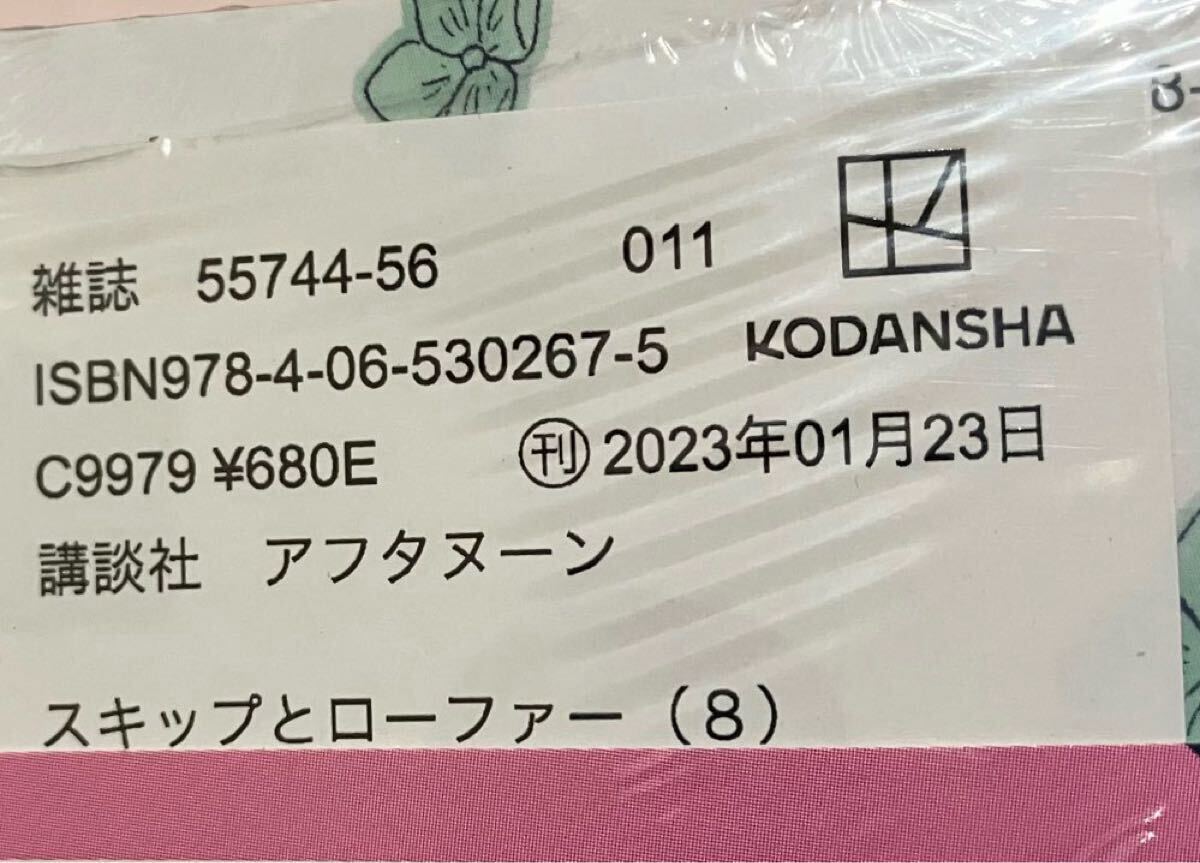 雑誌 55744-56 011
ISBN978-4-06-530267-5 KODANSHA
C9979 ¥680E ㊞2023年01月23日
講談社 アフタヌーン
スキップとローファー(8)